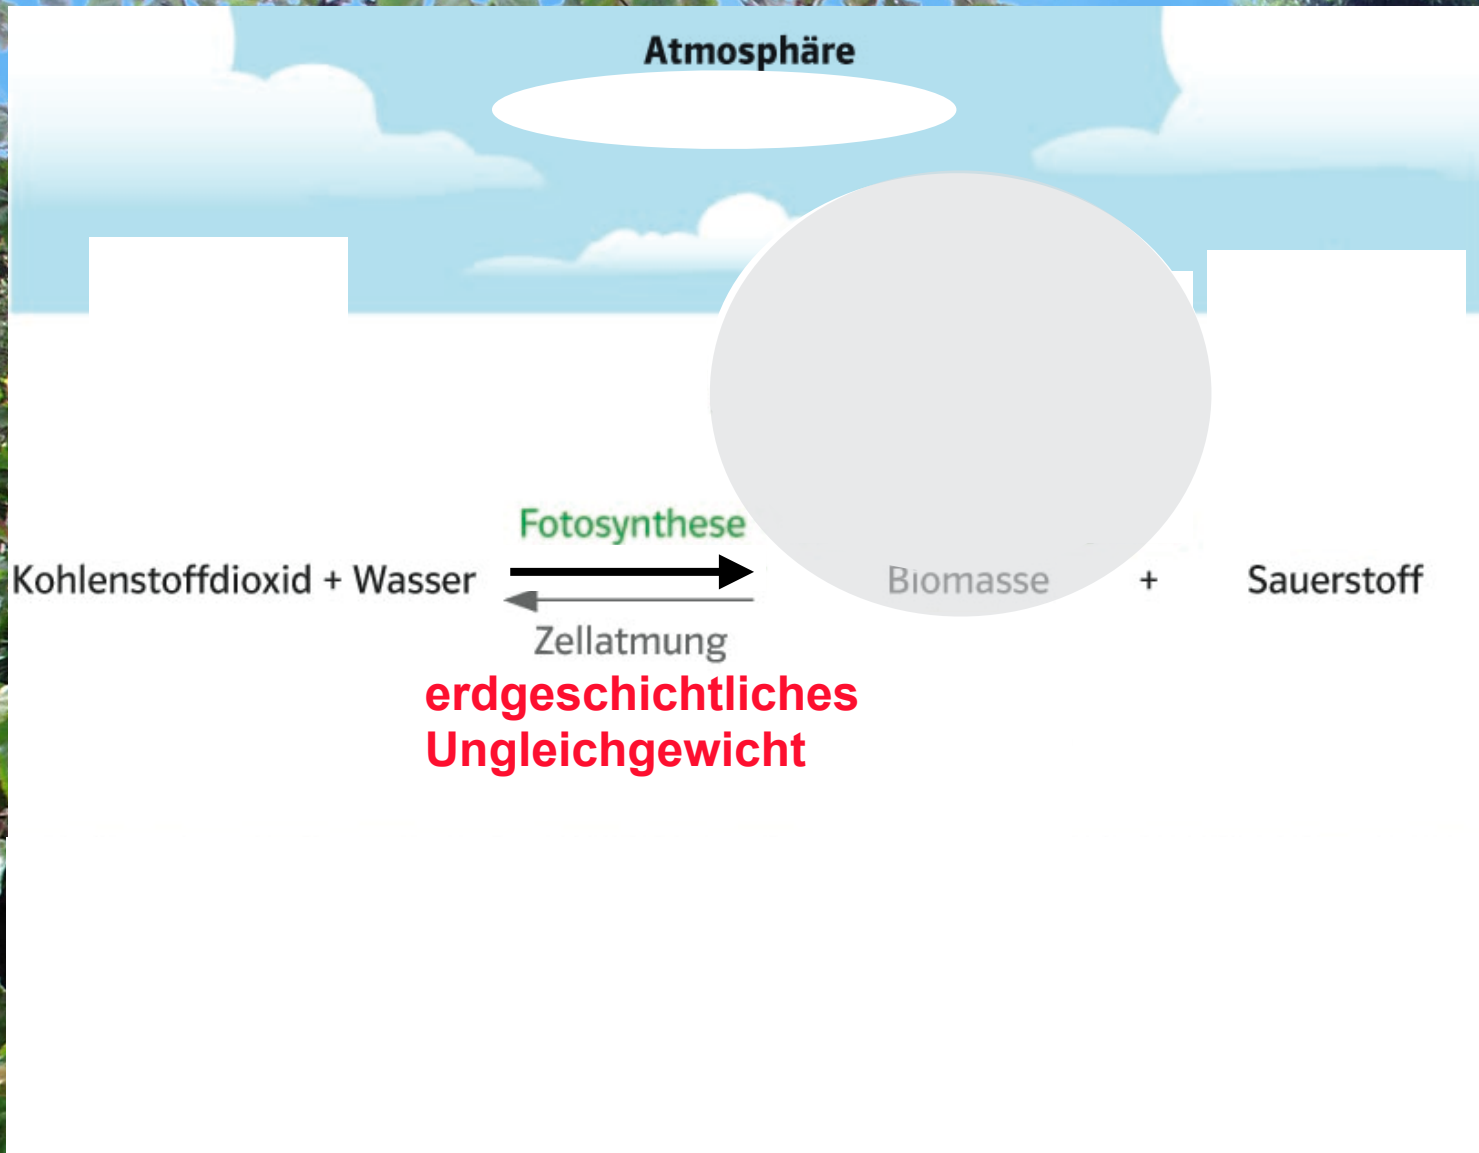 Atmosphäre
Fotosynthese
Kohlenstoffdioxid + Wasser Biomasse + Sauerstoff
Zellatmung
erdgeschichtliches
Ungleichgewicht